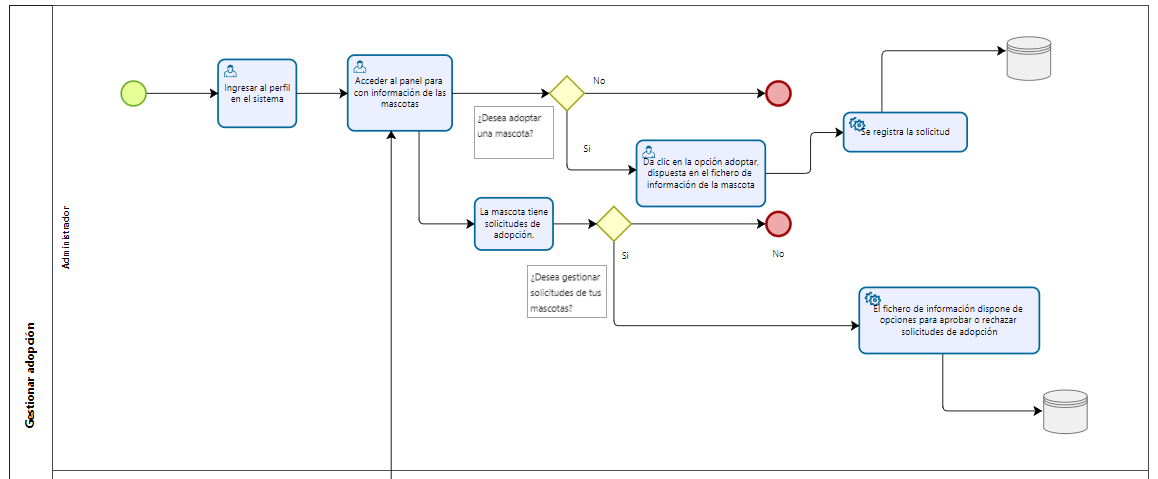 Gestionar adopción
Administrador
Ingresar al perfil
en el sistema
Acceder al panel para
con información de las
mascotas
¿Desea adoptar
una mascota?
No
Si
Da clic en la opción adoptar,
dispuesta en el fichero de
información de la mascota
Se registra la solicitud
La mascota tiene
solicitudes de
adopción.
¿Desea gestionar
solicitudes de tus
mascotas?
No
Si
El fichero de información dispone de
opciones para aprobar o rechazar
solicitudes de adopción